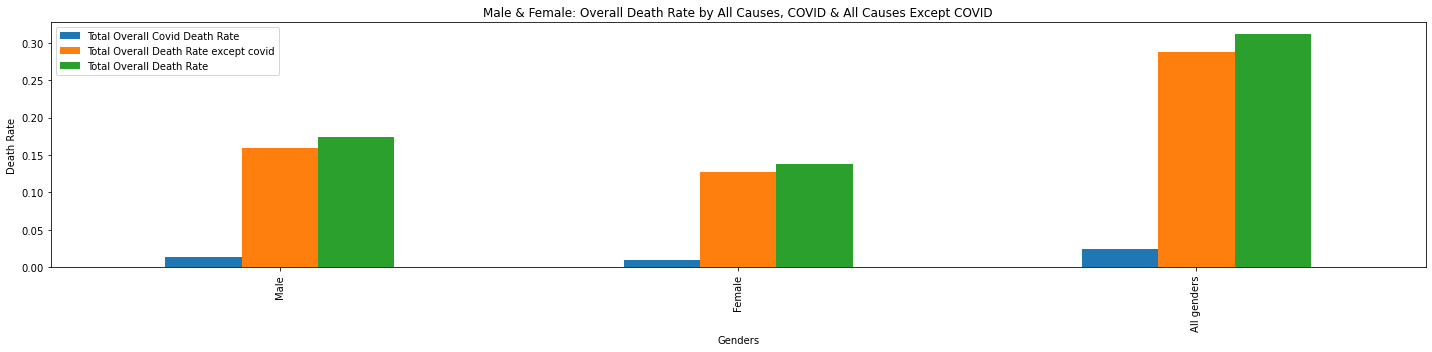 Male & Female: Overall Death Rate by All Causes, COVID & All Causes Except COVID
Total Overall Covid Death Rate
Total Overall Death Rate except covid
Total Overall Death Rate
Death Rate
0.30
0.25
0.20
0.15
0.10
0.05
0.00
Male
Female
All genders
Genders